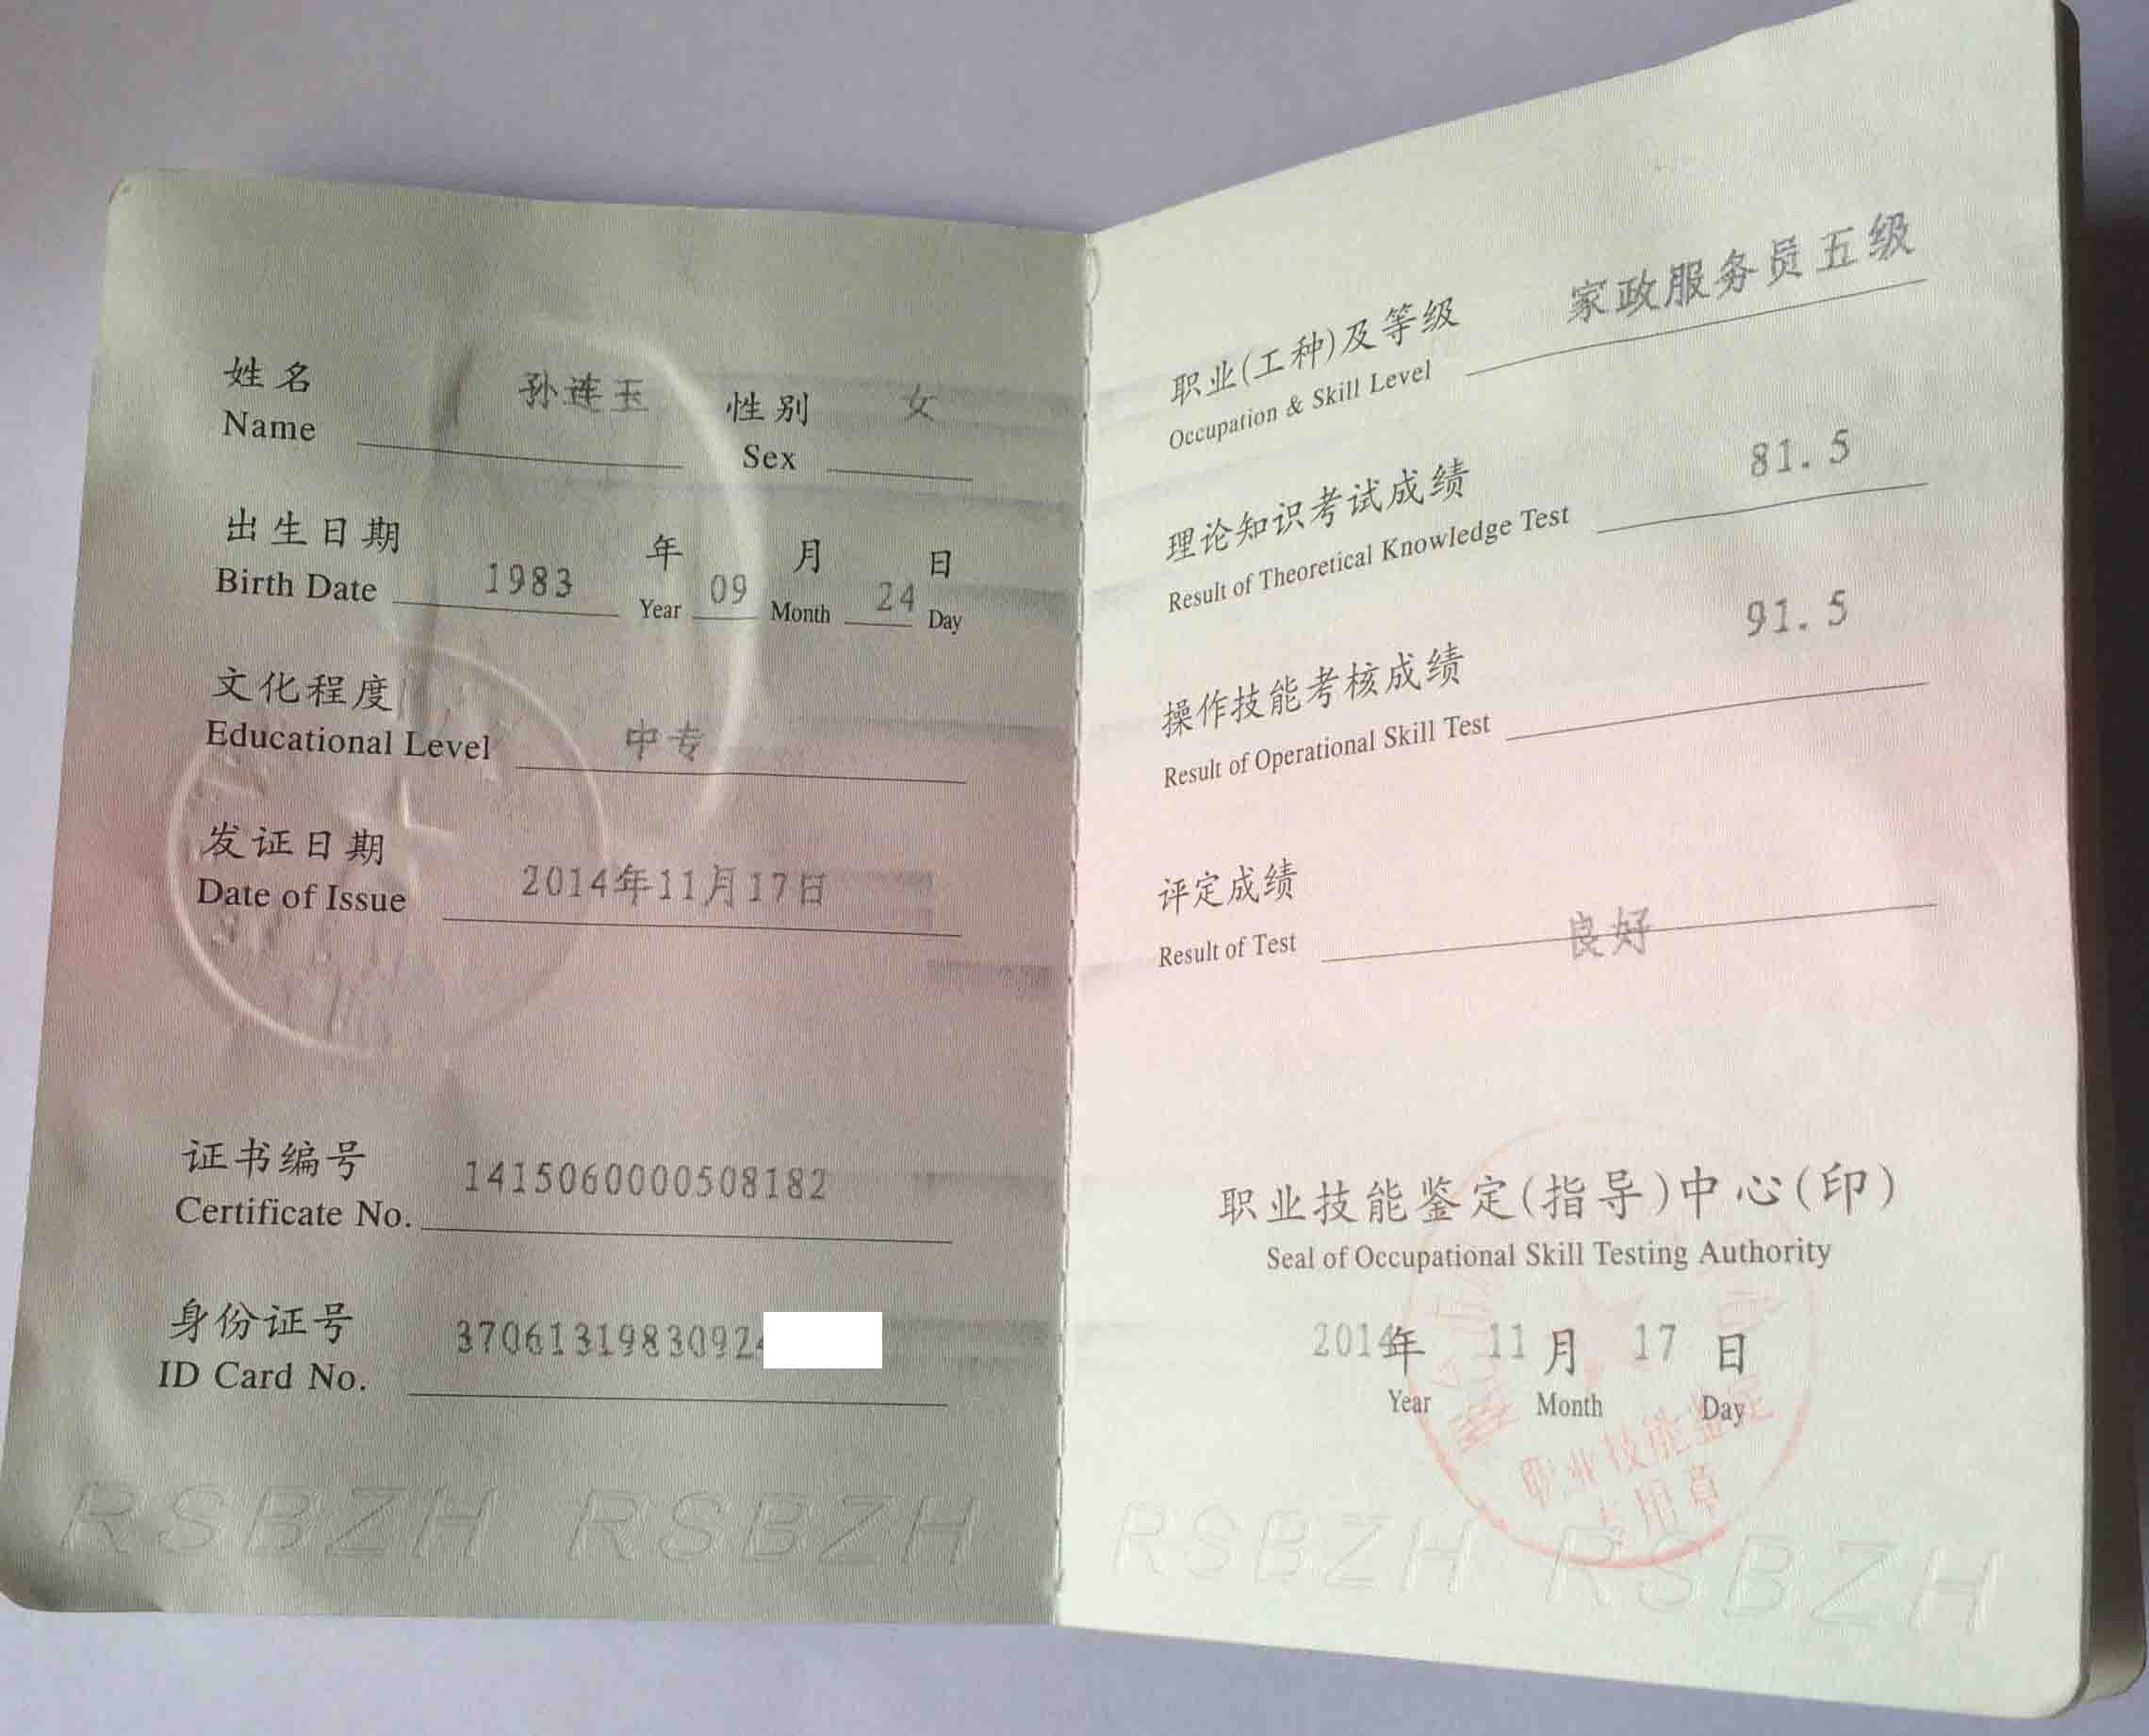 姓名 孙连玉 性别 女
Name Sex
出生日期 年 月 日
Birth Date 1983 Year 09 Month 24 Day
文化程度
Educational Level 中专
发证日期
Date of Issue 2014年11月17日
证书编号 1415060000508182
Certificate No.
身份证号 37061319830924
ID Card No.
RSBZH RSBZH
职业(工种)及等级 家政服务员五级
Occupation & Skill Level
理论知识考试成绩 81.5
Result of Theoretical Knowledge Test
操作技能考核成绩 91.5
Result of Operational Skill Test
评定成绩
Result of Test 良好
职业技能鉴定(指导)中心(印)
Seal of Occupational Skill Testing Authority
2014年 11月 17日
Year Month Day
职业技能鉴定
专用章
RSBZH RSBZH